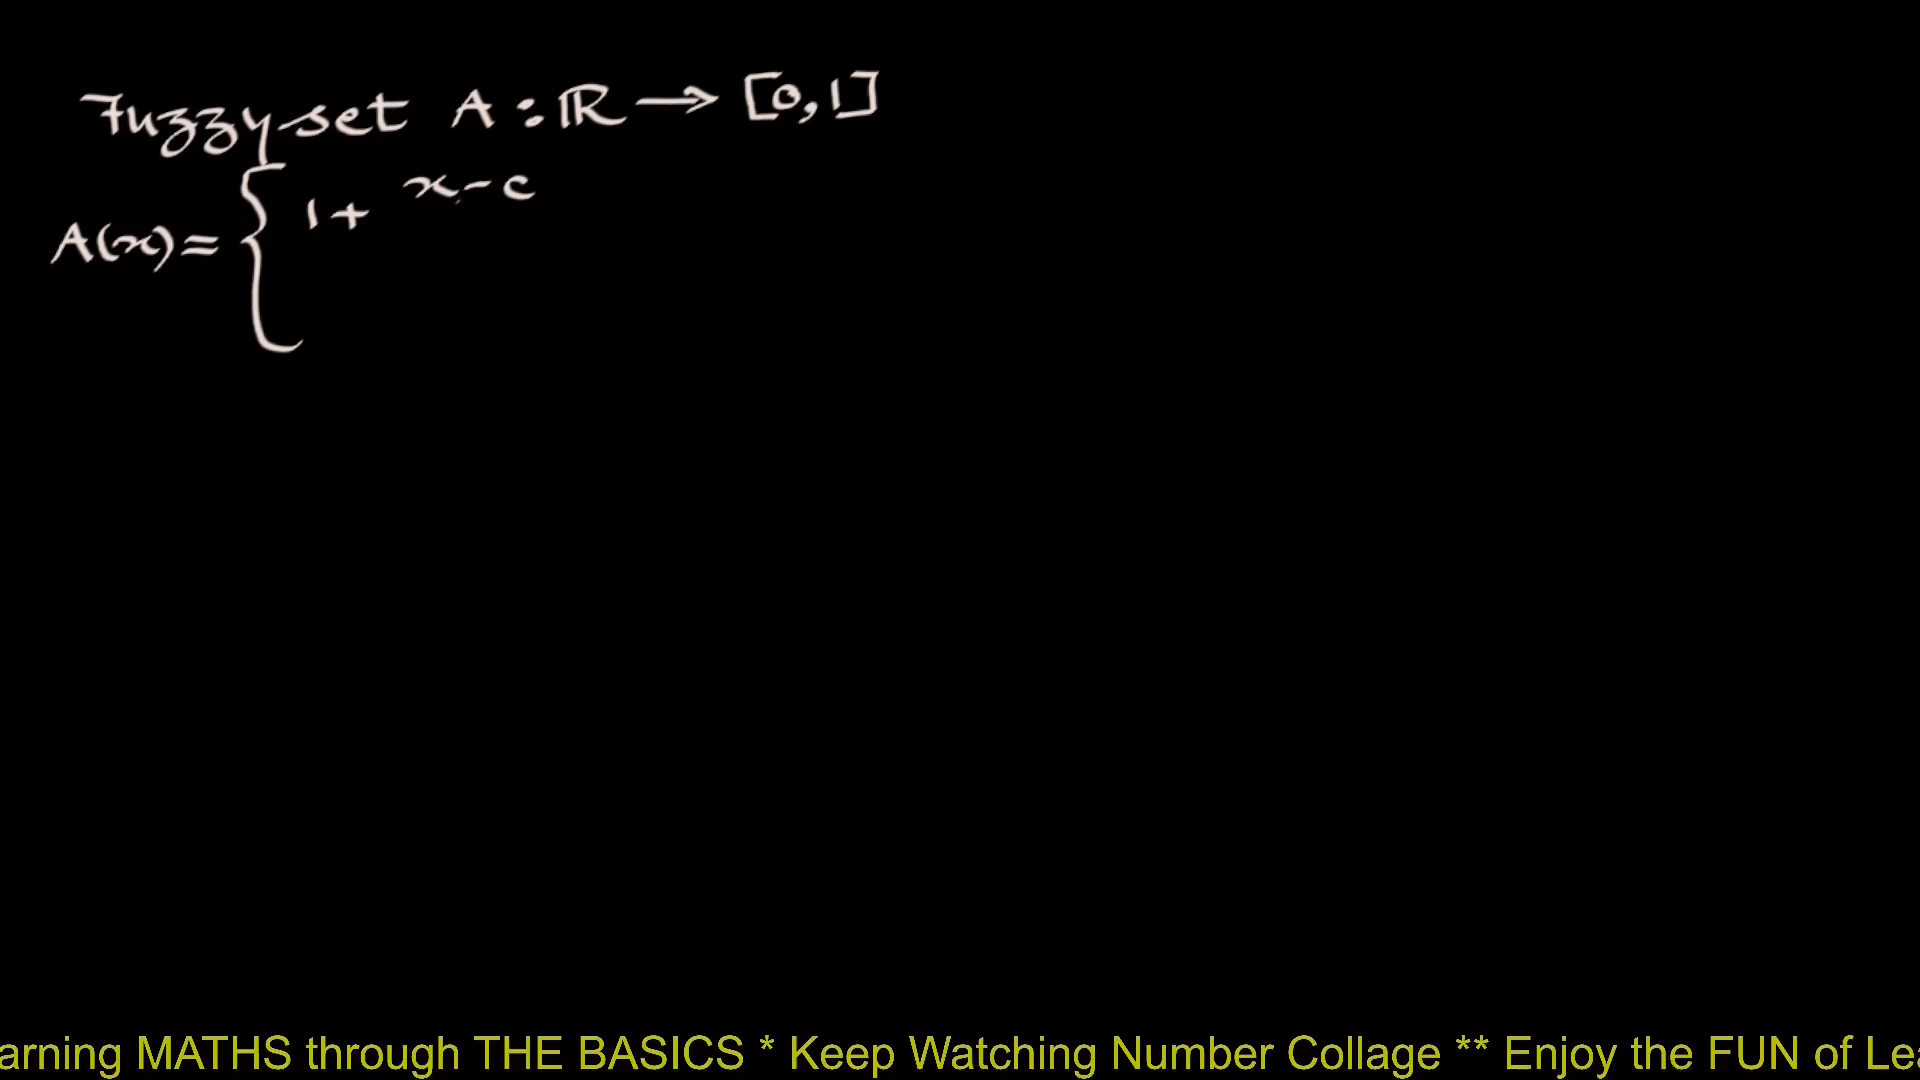 Fuzzy set A : ℝ → [0,1]
A(x) = { 1 + x - c
arning MATHS through THE BASICS * Keep Watching Number Collage ** Enjoy the FUN of Lea